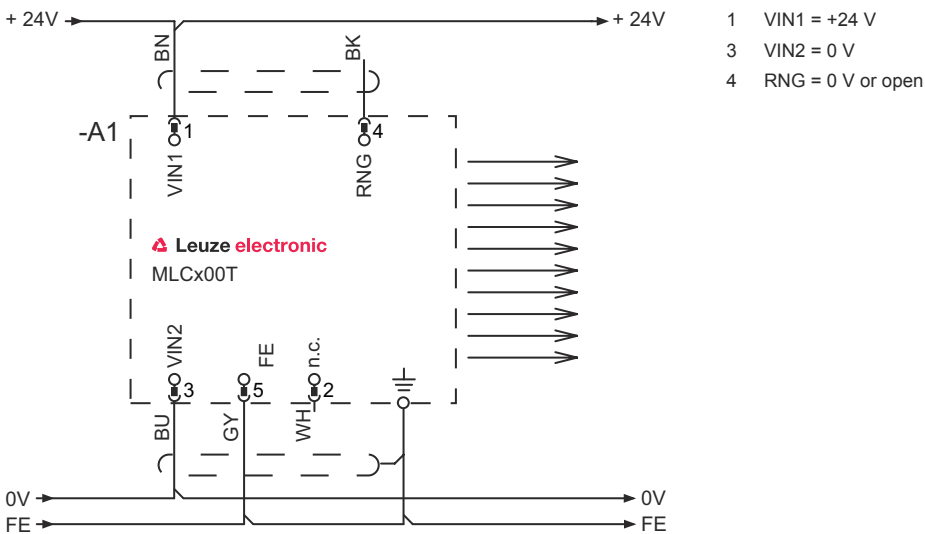 + 24V
+ 24V
1 VIN1 = +24 V
3 VIN2 = 0 V
4 RNG = 0 V or open
BN
BK
-A1
1
4
VIN1
RNG
Leuze electronic
MLCx00T
VIN2
FE
n.c.
3
5
2
BU
GY
WH
0V
0V
FE
FE